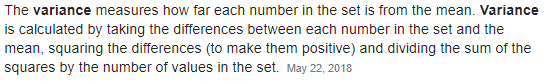 The variance measures how far each number in the set is from the mean. Variance
is calculated by taking the differences between each number in the set and the
mean, squaring the differences (to make them positive) and dividing the sum of the
squares by the number of values in the set. May 22, 2018